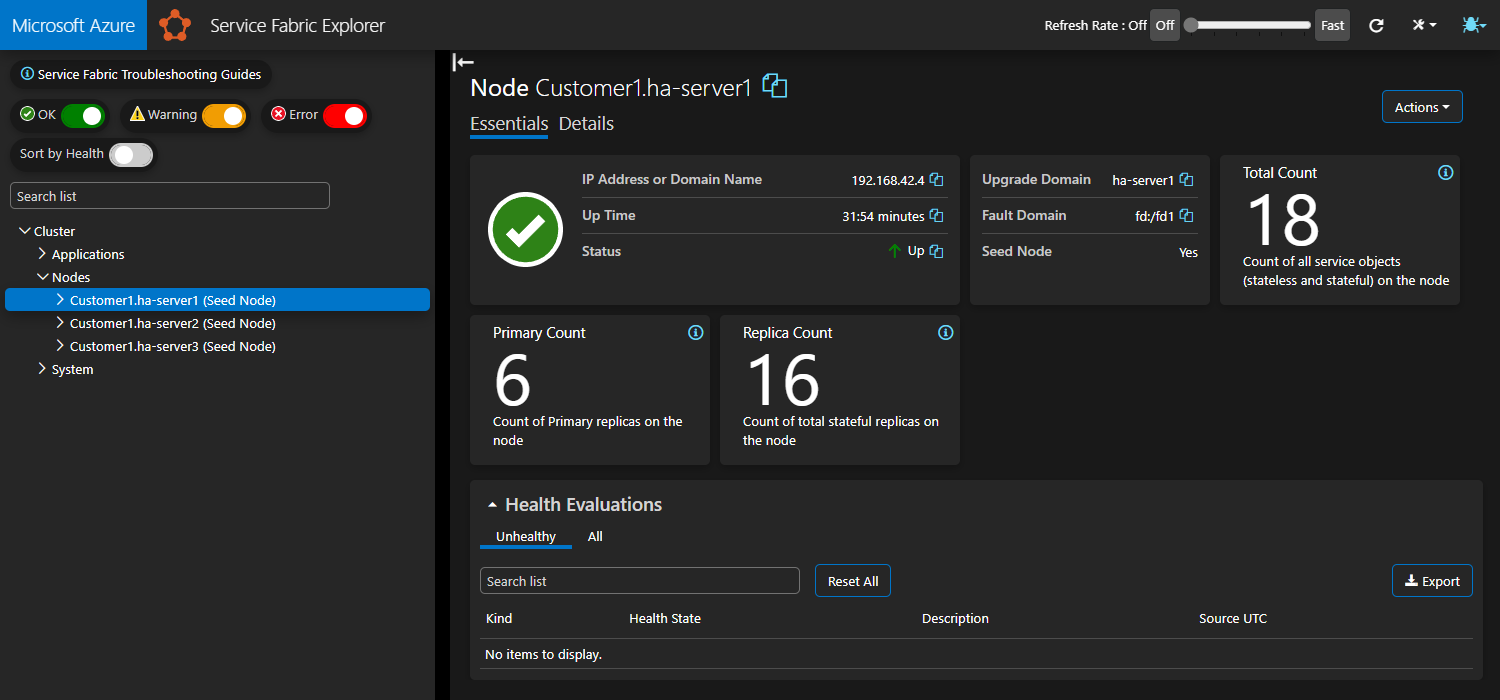 Microsoft Azure
Service Fabric Explorer
Refresh Rate : Off
Off
Fast
Service Fabric Troubleshooting Guides
OK
Warning
Error
Sort by Health
Search list
Cluster
Applications
Nodes
Customer1.ha-server1 (Seed Node)
Customer1.ha-server2 (Seed Node)
Customer1.ha-server3 (Seed Node)
System
Node Customer1.ha-server1
Actions
Essentials
Details
IP Address or Domain Name 192.168.42.4
Up Time 31:54 minutes
Status Up
Upgrade Domain ha-server1
Fault Domain fd:/fd1
Seed Node Yes
Total Count
18
Count of all service objects
(stateless and stateful) on the node
Primary Count
6
Count of Primary replicas on the
node
Replica Count
16
Count of total stateful replicas on
the node
Health Evaluations
Unhealthy
All
Search list
Reset All
Export
Kind Health State Description Source UTC
No items to display.